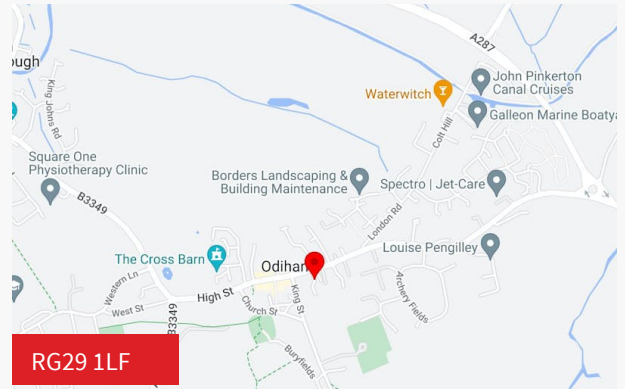 ough
King Johns Rd
A287
John Pinkerton
Canal Cruises
Waterwitch
Galleon Marine Boatya
Colt Hill
Square One
Physiotherapy Clinic
Borders Landscaping &
Building Maintenance
Spectro | Jet-Care
B3349
London Rd
Louise Pengilley
The Cross Barn
Odiham
Western Ln
High St
West St
Church St
King St
Archery Fields
B3349
Buryfields
RG29 1LF